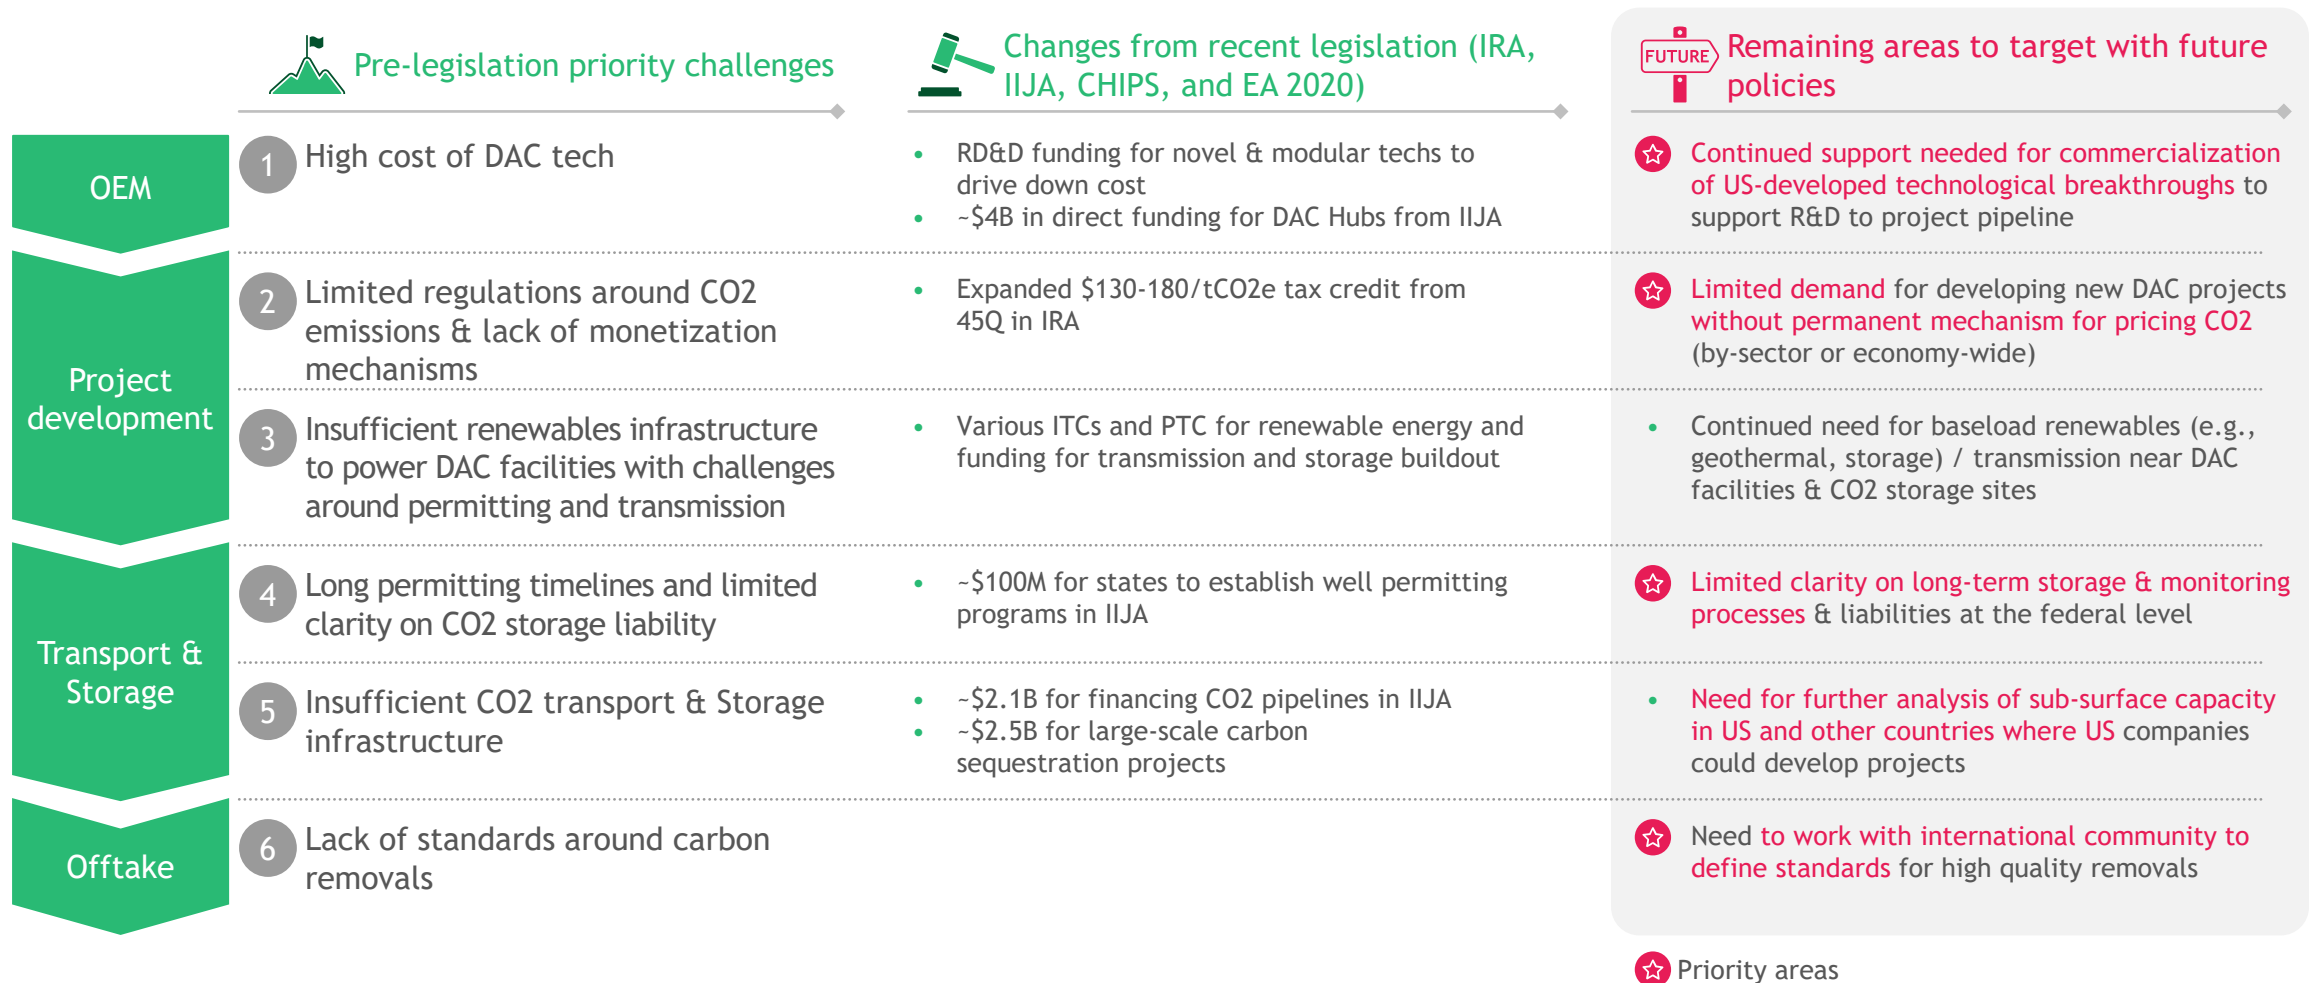 Pre-legislation priority challenges
Changes from recent legislation (IRA,
IIJA, CHIPS, and EA 2020)
FUTURE
Remaining areas to target with future
policies
OEM
1
High cost of DAC tech
• RD&D funding for novel & modular techs to
drive down cost
• ~$4B in direct funding for DAC Hubs from IIJA
Continued support needed for commercialization
of US-developed technological breakthroughs to
support R&D to project pipeline
Project
development
2
Limited regulations around CO2
emissions & lack of monetization
mechanisms
• Expanded $130-180/tCO2e tax credit from
45Q in IRA
Limited demand for developing new DAC projects
without permanent mechanism for pricing CO2
(by-sector or economy-wide)
3
Insufficient renewables infrastructure
to power DAC facilities with challenges
around permitting and transmission
• Various ITCs and PTC for renewable energy and
funding for transmission and storage buildout
• Continued need for baseload renewables (e.g.,
geothermal, storage) / transmission near DAC
facilities & CO2 storage sites
Transport &
Storage
4
Long permitting timelines and limited
clarity on CO2 storage liability
• ~$100M for states to establish well permitting
programs in IIJA
Limited clarity on long-term storage & monitoring
processes & liabilities at the federal level
5
Insufficient CO2 transport & Storage
infrastructure
• ~$2.1B for financing CO2 pipelines in IIJA
• ~$2.5B for large-scale carbon
sequestration projects
• Need for further analysis of sub-surface capacity
in US and other countries where US companies
could develop projects
Offtake
6
Lack of standards around carbon
removals
Need to work with international community to
define standards for high quality removals
Priority areas